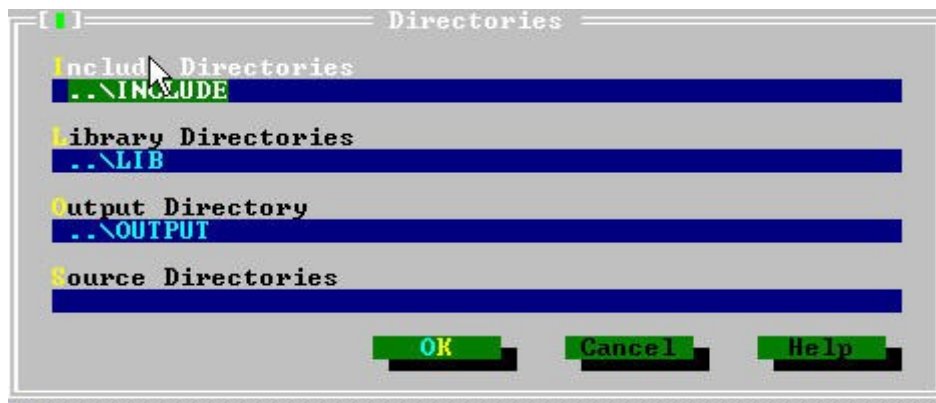 [ ] Directories
Include Directories
..\INCLUDE
Library Directories
..\LIB
Output Directory
..\OUTPUT
Source Directories
OK Cancel Help